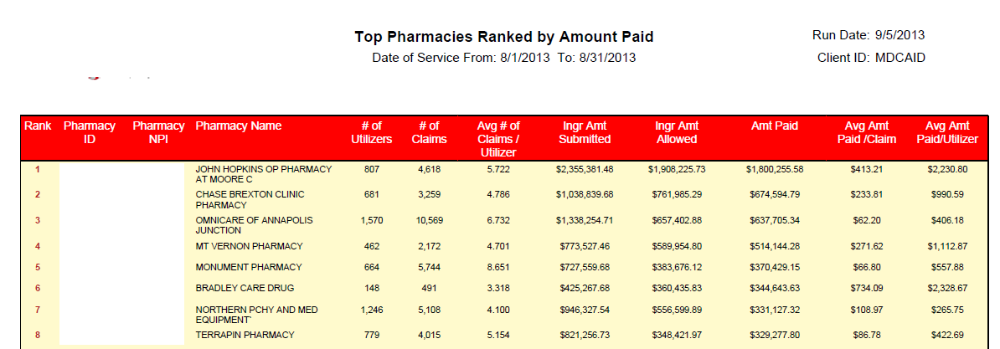 Top Pharmacies Ranked by Amount Paid
Run Date: 9/5/2013
Date of Service From: 8/1/2013 To: 8/31/2013
Client ID: MDCAID
Rank Pharmacy ID Pharmacy NPI Pharmacy Name # of Utilizers # of Claims Avg # of Claims / Utilizer Ingr Amt Submitted Ingr Amt Allowed Amt Paid Avg Amt Paid /Claim Avg Amt Paid/Utilizer
1 JOHN HOPKINS OP PHARMACY 807 4,618 5.722 $2,355,381.48 $1,908,225.73 $1,800,255.58 $413.21 $2,230.80
AT MOORE C
2 CHASE BREXTON CLINIC 681 3,259 4.786 $1,038,839.68 $761,985.29 $674,594.79 $233.81 $990.59
PHARMACY
3 OMNICARE OF ANNAPOLIS 1,570 10,569 6.732 $1,338,254.71 $657,402.88 $637,705.34 $62.20 $406.18
JUNCTION
4 MT VERNON PHARMACY 462 2,172 4.701 $773,527.46 $589,954.80 $514,144.28 $271.62 $1,112.87
5 MONUMENT PHARMACY 664 5,744 8.651 $727,559.68 $383,676.12 $370,429.15 $66.80 $557.88
6 BRADLEY CARE DRUG 148 491 3.318 $425,267.68 $360,435.83 $344,643.63 $734.09 $2,328.67
7 NORTHERN PCHY AND MED 1,246 5,108 4.100 $946,327.54 $556,599.89 $331,127.32 $108.97 $265.75
EQUIPMENT`
8 TERRAPIN PHARMACY 779 4,015 5.154 $821,256.73 $348,421.97 $329,277.80 $86.78 $422.69